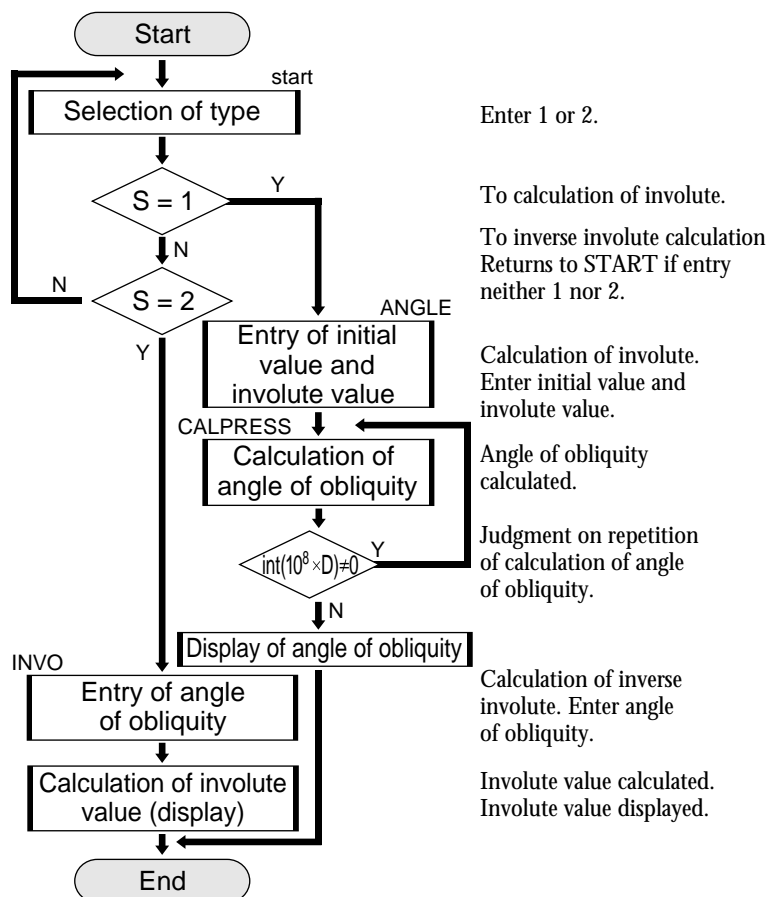 Start
start
Selection of type
Enter 1 or 2.
Y
S = 1
To calculation of involute.
N
To inverse involute calculation
Returns to START if entry
neither 1 nor 2.
N
S = 2
Y
ANGLE
Entry of initial
value and
involute value
Calculation of involute.
Enter initial value and
involute value.
CALPRESS
Calculation of
angle of obliquity
Angle of obliquity
calculated.
Y
int(10⁸ ×D)≠0
Judgment on repetition
of calculation of angle
of obliquity.
N
Display of angle of obliquity
INVO
Entry of angle
of obliquity
Calculation of inverse
involute. Enter angle
of obliquity.
Calculation of involute
value (display)
Involute value calculated.
Involute value displayed.
End